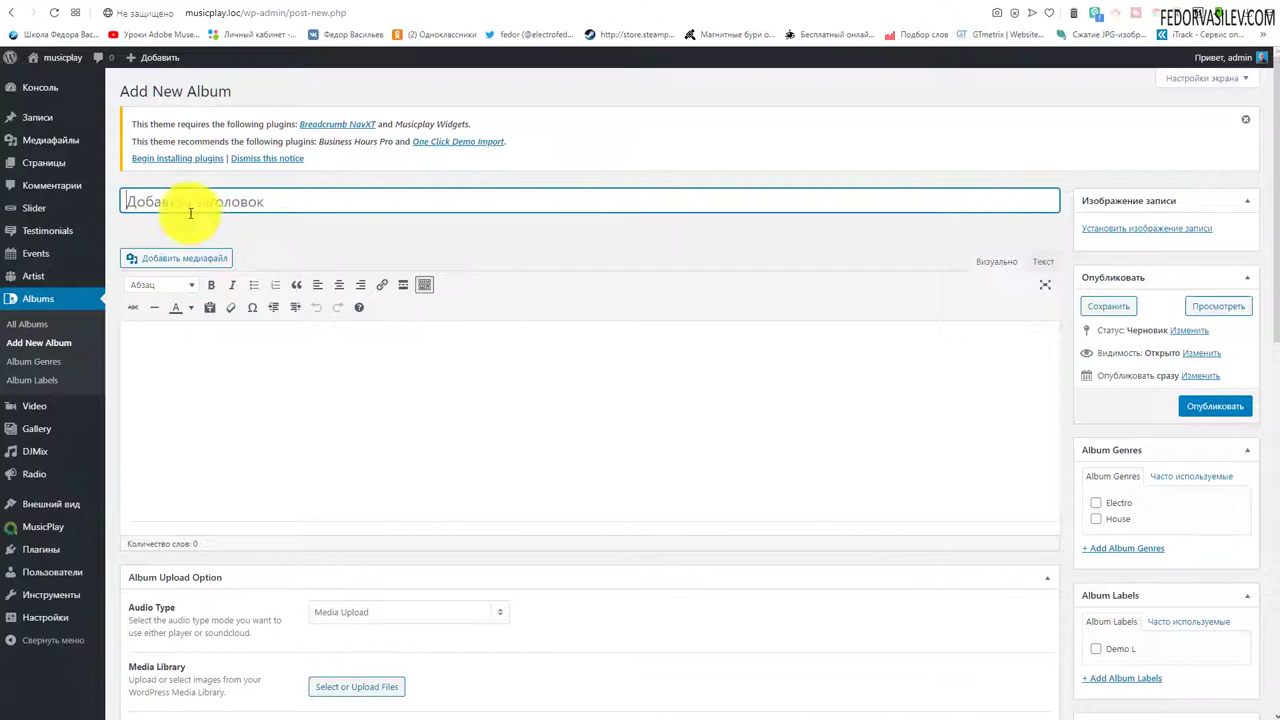 Не защищено
musicplay.loc/wp-admin/post-new.php
FEDORVASILEV.COM
Школа Федора Вас...
Уроки Adobe Muse...
Личный кабинет -...
Федор Васильев
(2) Одноклассники
fedor (@electrofed...
http://store.steamp...
Магнитные бури о...
Бесплатный онлай...
Подбор слов
GTmetrix | Website...
Сжатие JPG-изобр...
iTrack - Сервис оп...
musicplay
0
Добавить
Привет, admin
Консоль
Записи
Медиафайлы
Страницы
Комментарии
Slider
Testimonials
Events
Artist
Albums
All Albums
Add New Album
Album Genres
Album Labels
Video
Gallery
DJMix
Radio
Внешний вид
MusicPlay
Плагины
Пользователи
Инструменты
Настройки
Свернуть меню
Настройки экрана
Add New Album
This theme requires the following plugins: Breadcrumb NavXT and Musicplay Widgets.
This theme recommends the following plugins: Business Hours Pro and One Click Demo Import.
Begin installing plugins | Dismiss this notice
Добавить заголовок
Добавить медиафайл
Визуально
Текст
Абзац
Количество слов: 0
Album Upload Option
Audio Type
Select the audio type mode you want to
use either player or soundcloud.
Media Upload
Media Library
Upload or select images from your
WordPress Media Library.
Select or Upload Files
Изображение записи
Установить изображение записи
Опубликовать
Сохранить
Просмотреть
Статус: Черновик Изменить
Видимость: Открыто Изменить
Опубликовать сразу Изменить
Опубликовать
Album Genres
Album Genres
Часто используемые
Electro
House
+ Add Album Genres
Album Labels
Album Labels
Часто используемые
Demo L
+ Add Album Labels